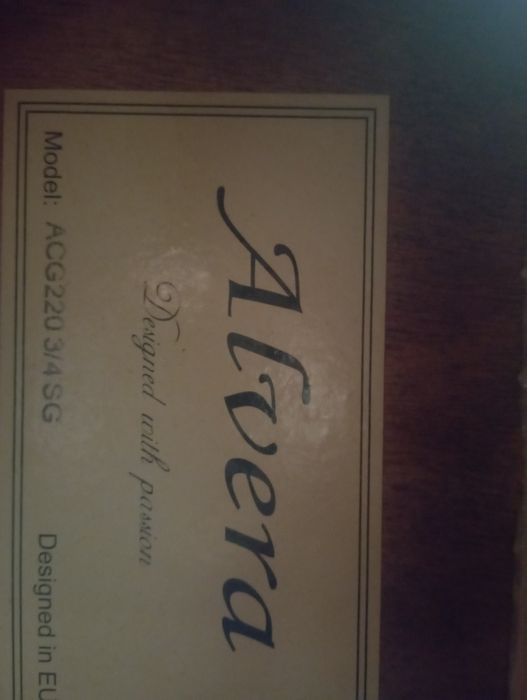 Alvera
Designed with passion
Model: ACG220 3/4 SG Designed in EU